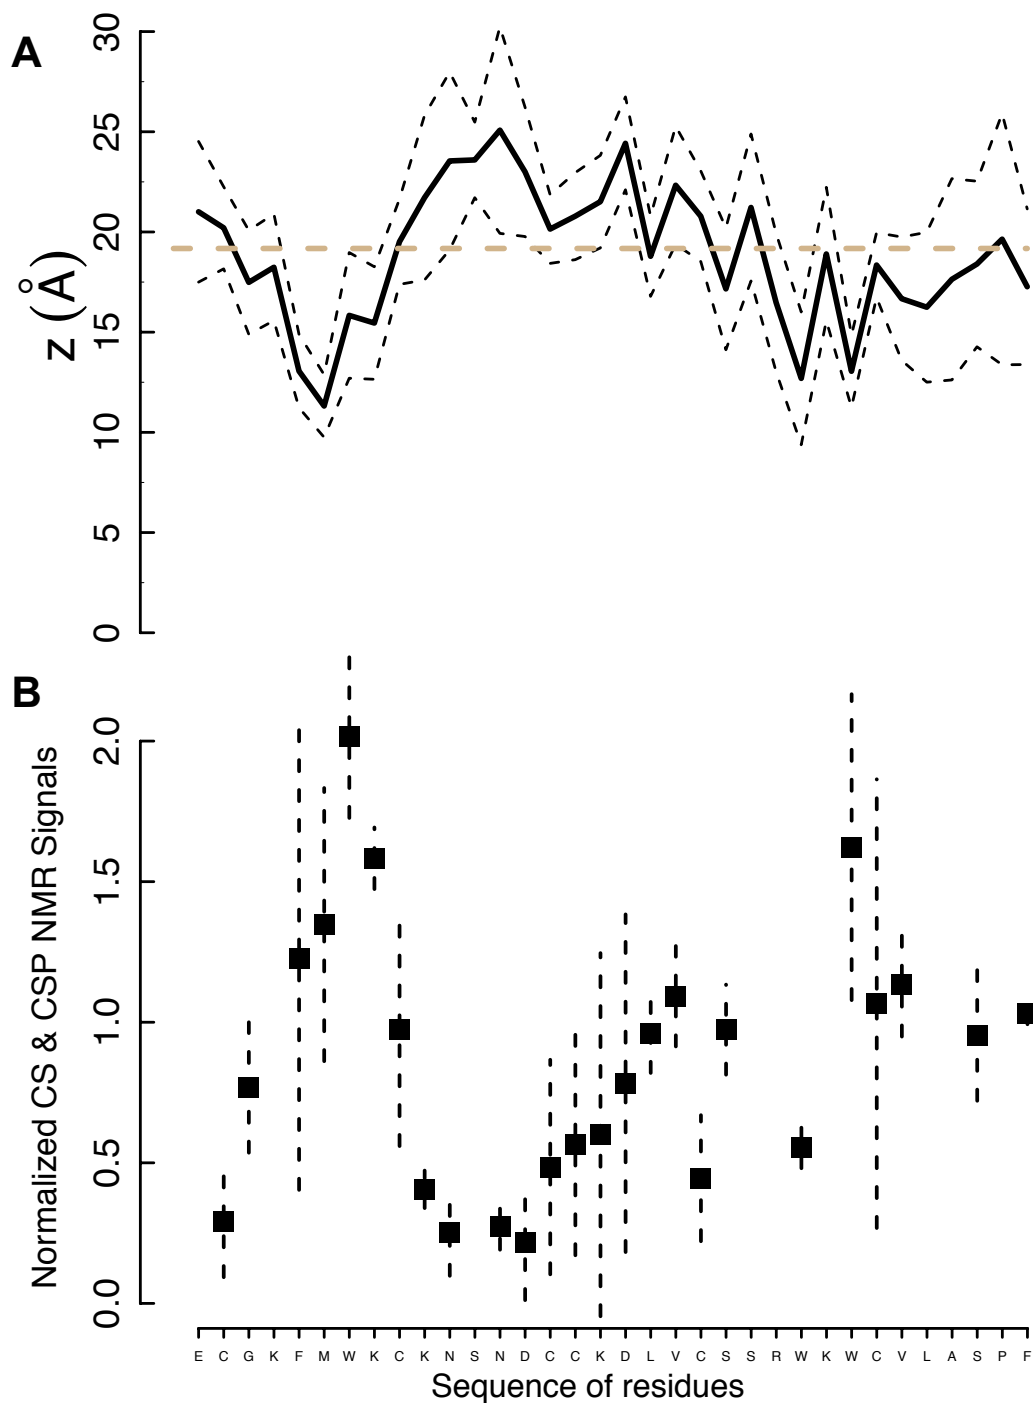 A
z (Å)
30
25
20
15
10
5
0
B
Normalized CS & CSP NMR Signals
2.0
1.5
1.0
0.5
0.0
E C G K F M W K C K N S N D C C K D L V C S S R W K W C V L A S P F
Sequence of residues